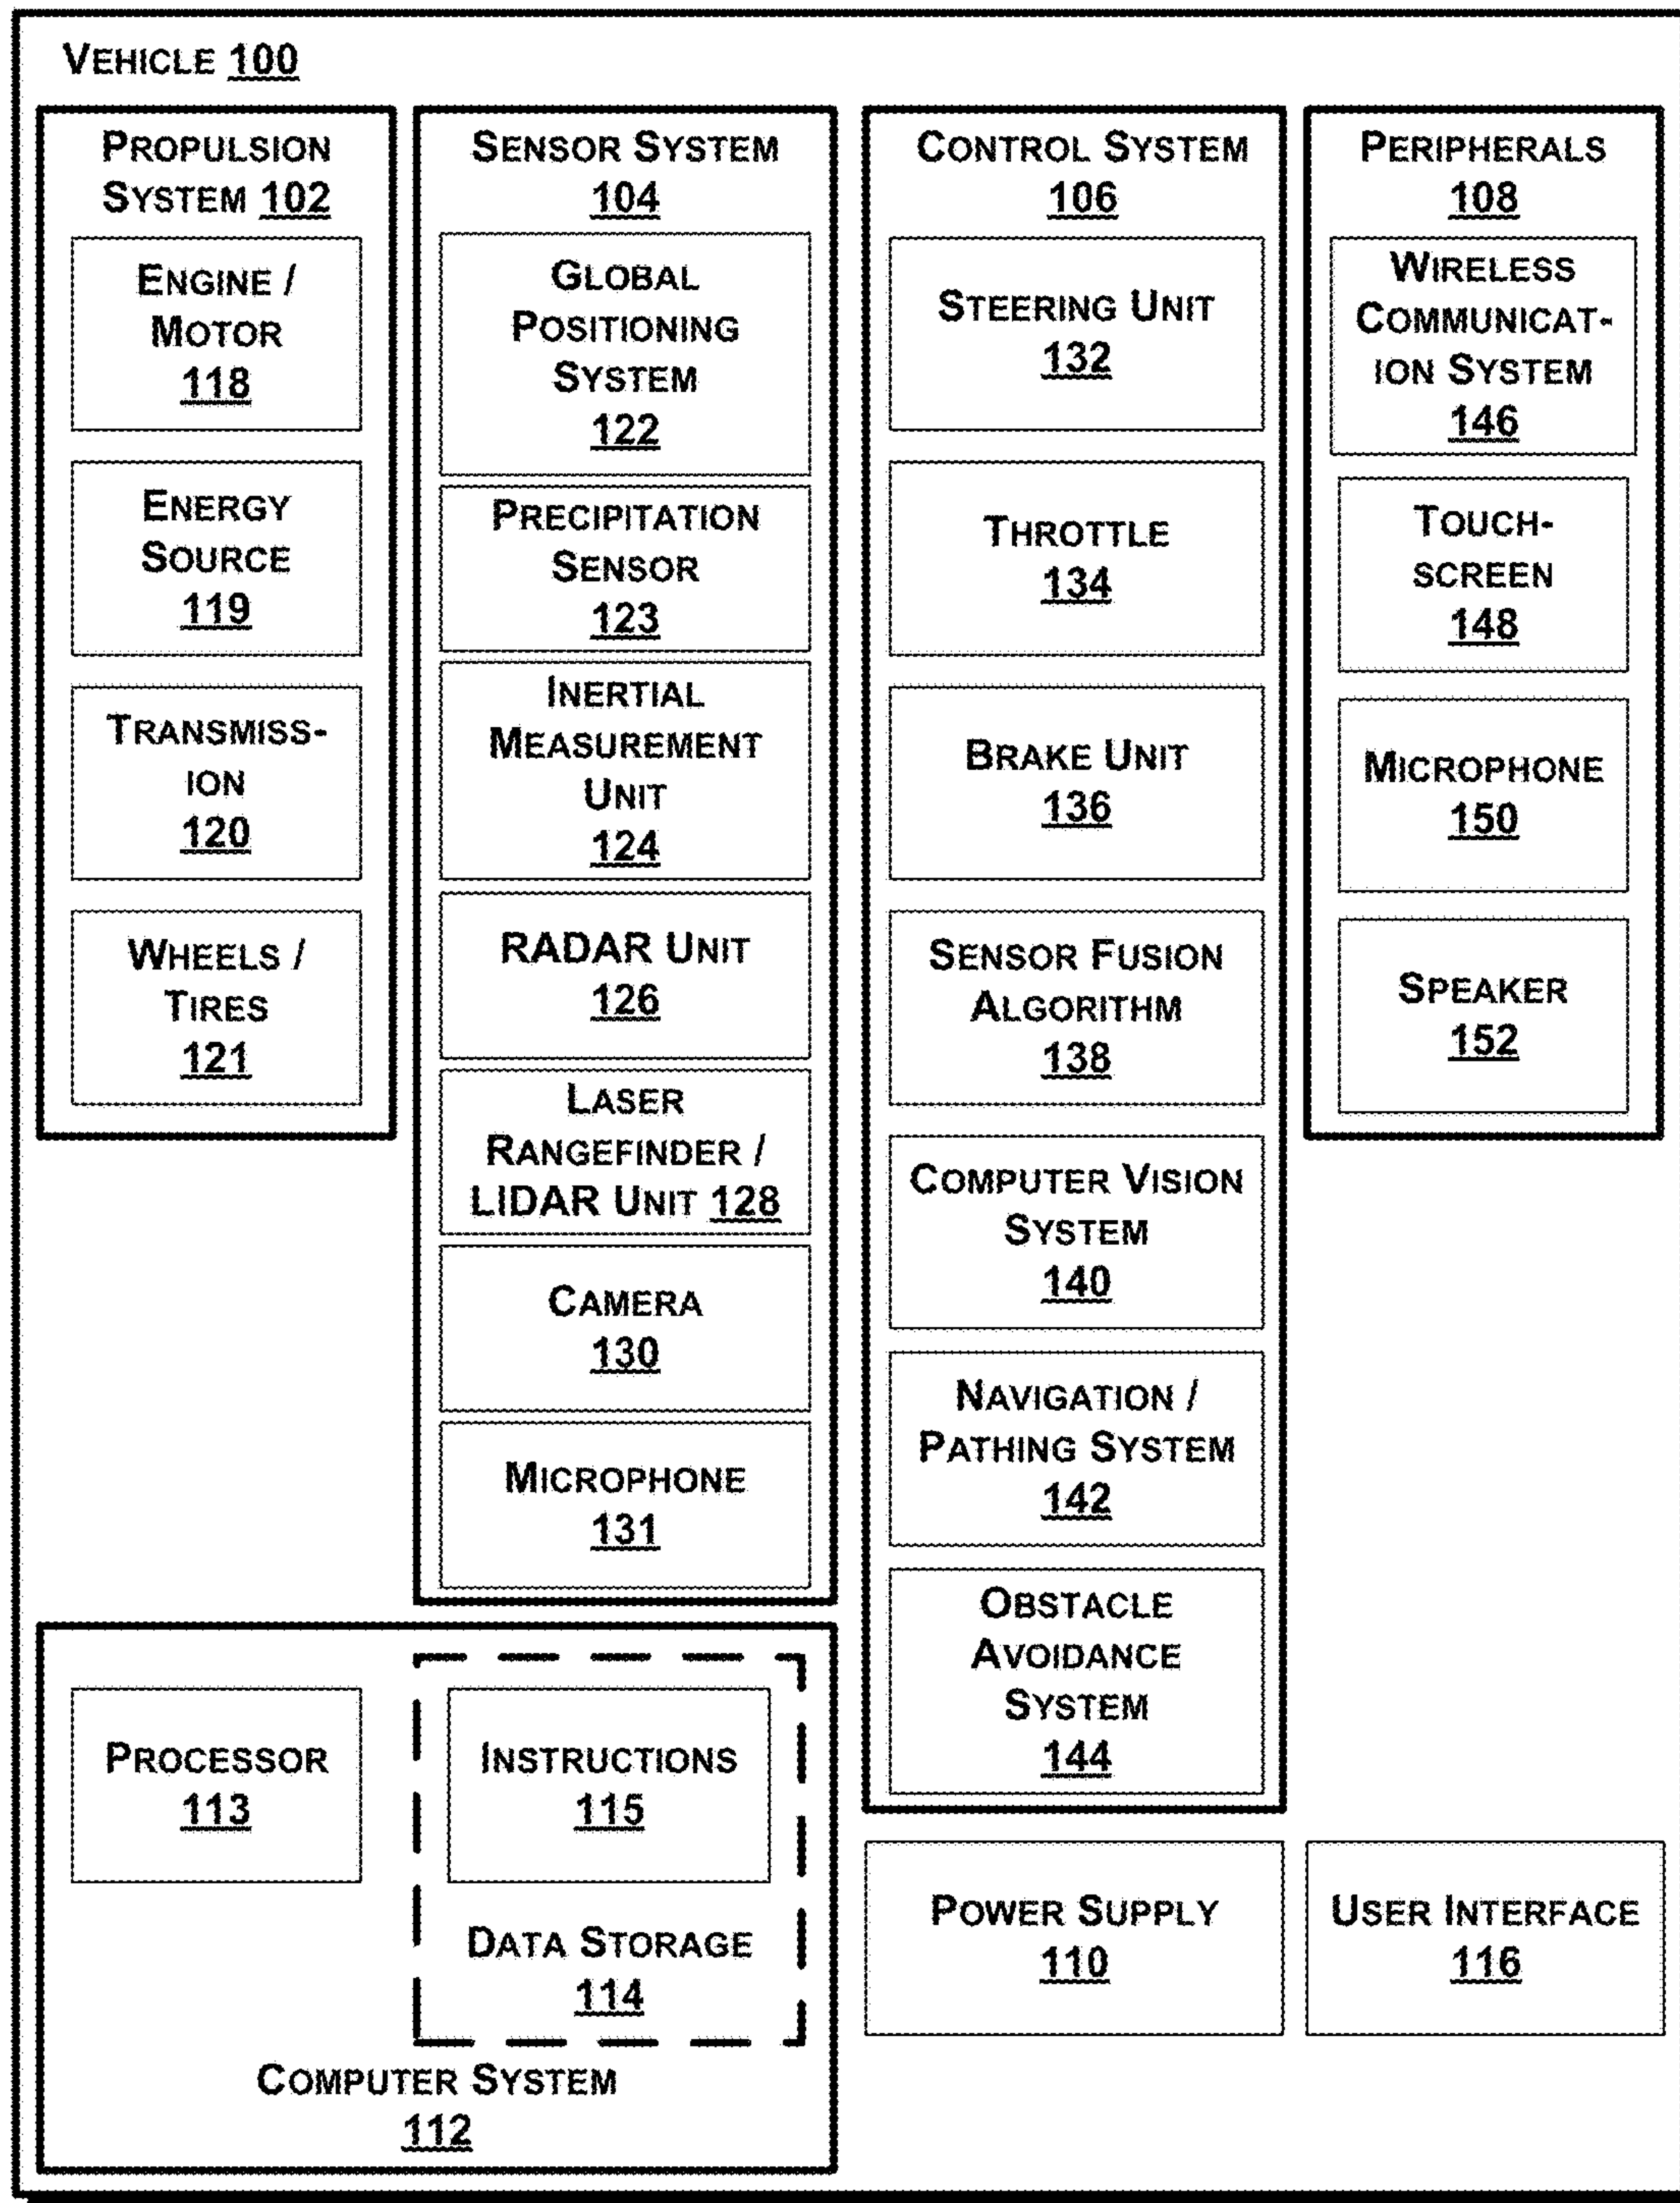 VEHICLE 100
PROPULSION
SYSTEM 102
ENGINE /
MOTOR
118
ENERGY
SOURCE
119
TRANSMISS-
ION
120
WHEELS /
TIRES
121
SENSOR SYSTEM
104
GLOBAL
POSITIONING
SYSTEM
122
PRECIPITATION
SENSOR
123
INERTIAL
MEASUREMENT
UNIT
124
RADAR UNIT
126
LASER
RANGEFINDER /
LIDAR UNIT 128
CAMERA
130
MICROPHONE
131
CONTROL SYSTEM
106
STEERING UNIT
132
THROTTLE
134
BRAKE UNIT
136
SENSOR FUSION
ALGORITHM
138
COMPUTER VISION
SYSTEM
140
NAVIGATION /
PATHING SYSTEM
142
OBSTACLE
AVOIDANCE
SYSTEM
144
PERIPHERALS
108
WIRELESS
COMMUNICAT-
ION SYSTEM
146
TOUCH-
SCREEN
148
MICROPHONE
150
SPEAKER
152
PROCESSOR
113
INSTRUCTIONS
115
DATA STORAGE
114
COMPUTER SYSTEM
112
POWER SUPPLY
110
USER INTERFACE
116